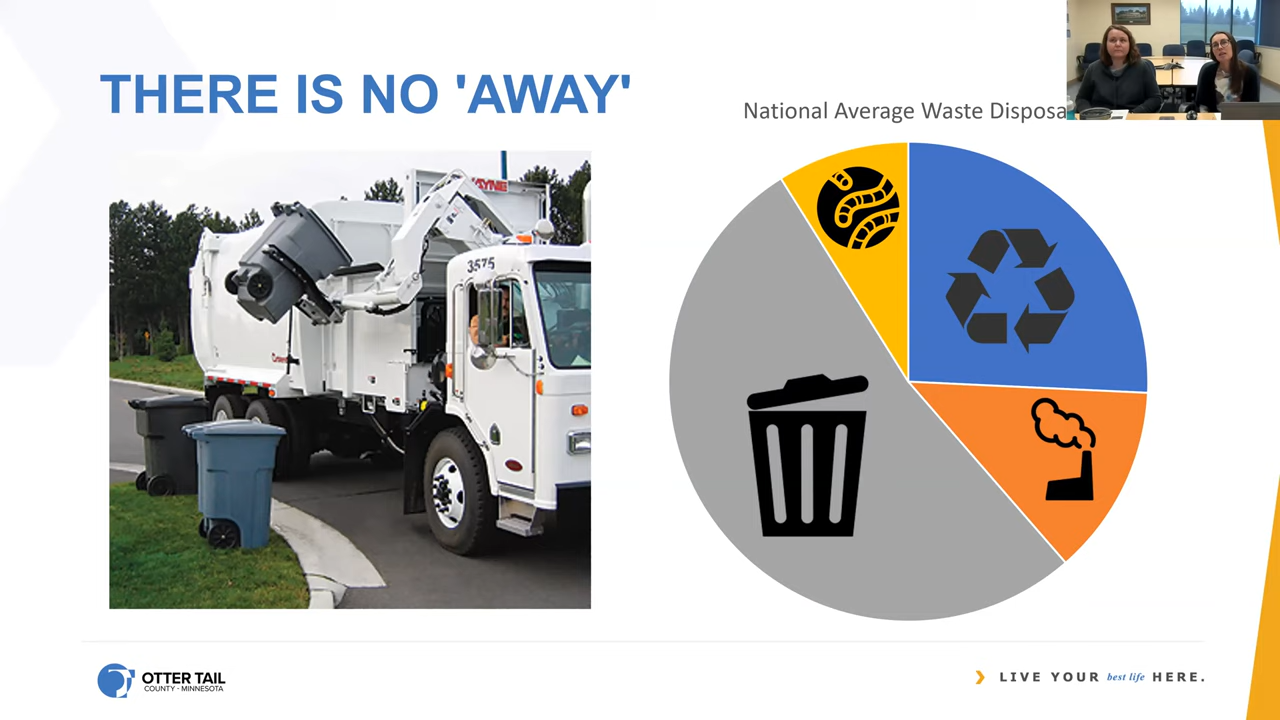 THERE IS NO 'AWAY'
National Average Waste Disposa
3575
OTTER TAIL
COUNTY - MINNESOTA
LIVE YOUR best life HERE.